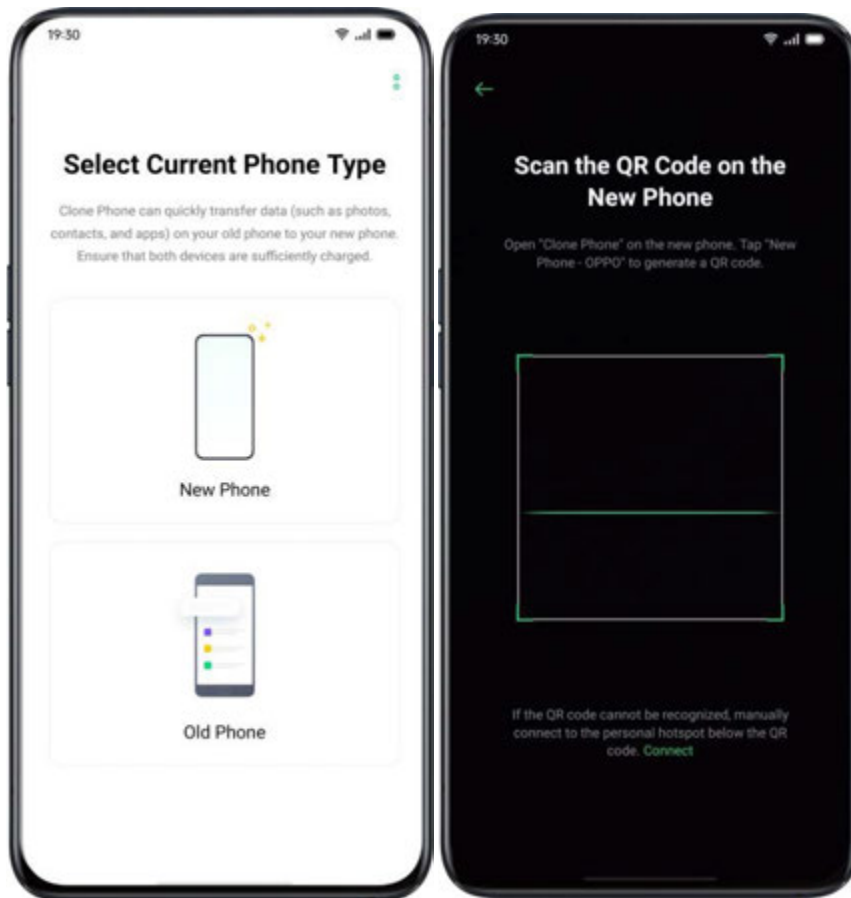 19:30
Select Current Phone Type
Clone Phone can quickly transfer data (such as photos,
contacts, and apps) on your old phone to your new phone.
Ensure that both devices are sufficiently charged.
New Phone
Old Phone
19:30
Scan the QR Code on the
New Phone
Open "Clone Phone" on the new phone. Tap "New
Phone - OPPO" to generate a QR code.
If the QR code cannot be recognized, manually
connect to the personal hotspot below the QR
code. Connect